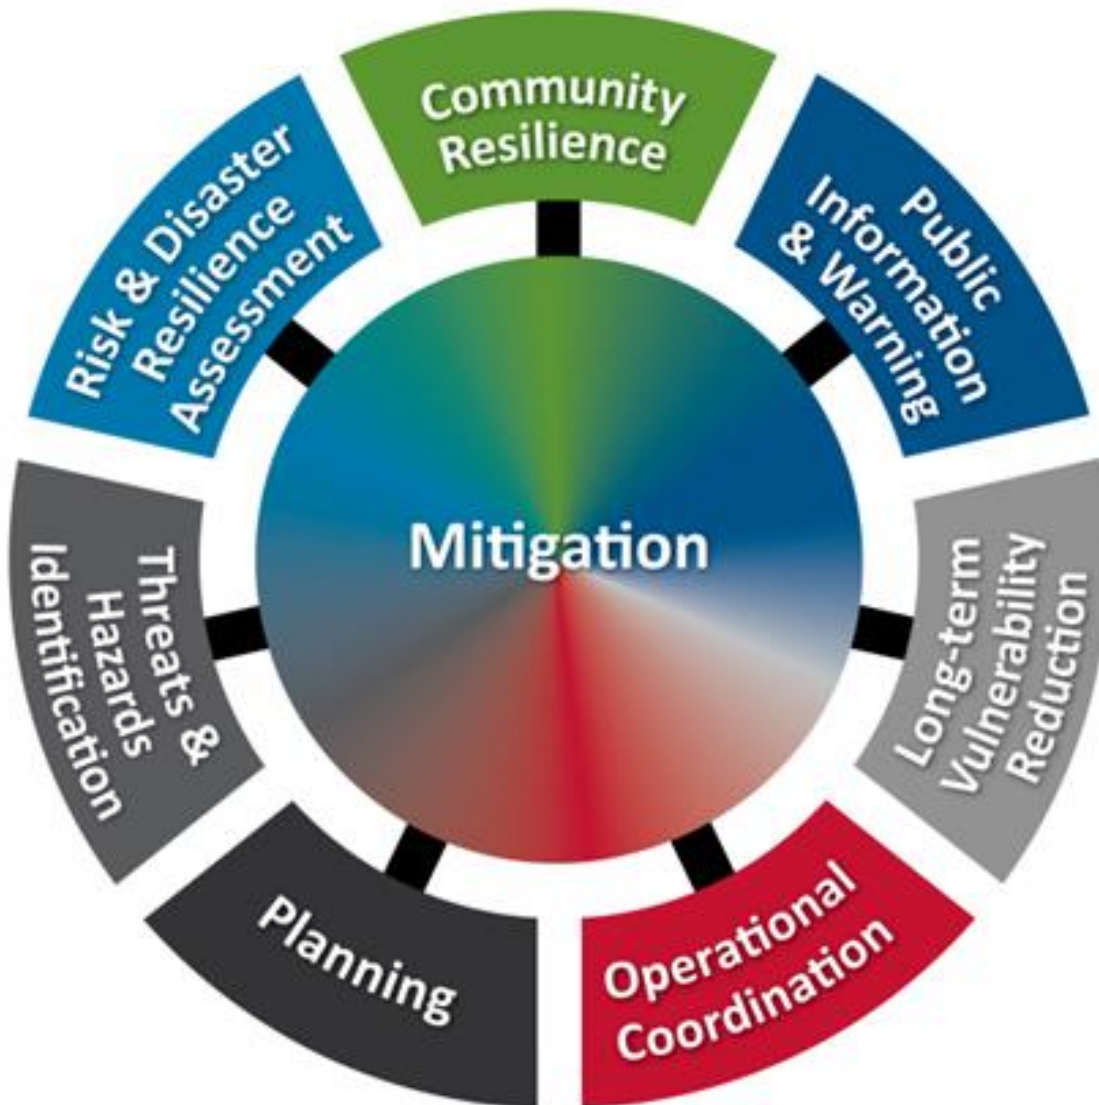 Community
Resilience
Public
Information
& Warning
Long-term
Vulnerability
Reduction
Operational
Coordination
Planning
Threats &
Hazards
Identification
Risk & Disaster
Resilience
Assessment
Mitigation